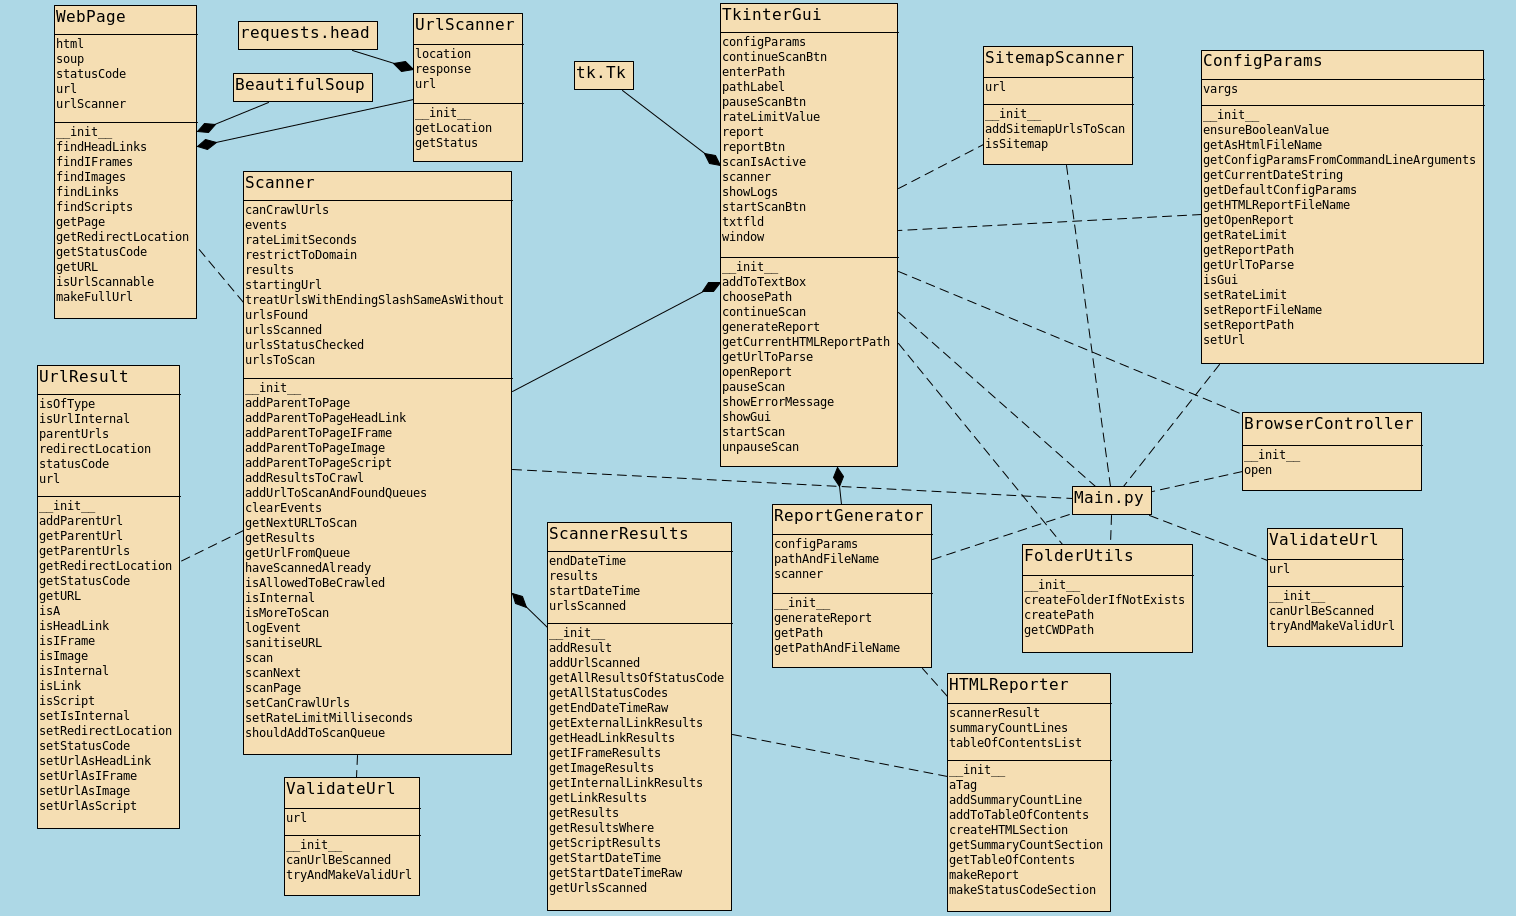 WebPage
html
soup
statusCode
url
urlScanner
__init__
findHeadLinks
findIFrames
findImages
findLinks
findScripts
getPage
getRedirectLocation
getStatusCode
getURL
isUrlScannable
makeFullUrl
requests.head
BeautifulSoup
UrlScanner
location
response
url
__init__
getLocation
getStatus
tk.Tk
TkinterGui
configParams
continueScanBtn
enterPath
pathLabel
pauseScanBtn
rateLimitValue
report
reportBtn
scanIsActive
scanner
showLogs
startScanBtn
txtfld
window
__init__
addToTextBox
choosePath
continueScan
generateReport
getCurrentHTMLReportPath
getUrlToParse
openReport
pauseScan
showErrorMessage
showGui
startScan
unpauseScan
SitemapScanner
url
__init__
addSitemapUrlsToScan
isSitemap
ConfigParams
vargs
__init__
ensureBooleanValue
getAsHtmlFileName
getConfigParamsFromCommandLineArguments
getCurrentDateString
getDefaultConfigParams
getHTMLReportFileName
getOpenReport
getRateLimit
getReportPath
getUrlToParse
isGui
setRateLimit
setReportFileName
setReportPath
setUrl
Scanner
canCrawlUrls
events
rateLimitSeconds
restrictToDomain
results
startingUrl
treatUrlsWithEndingSlashSameAsWithout
urlsFound
urlsScanned
urlsStatusChecked
urlsToScan
__init__
addParentToPage
addParentToPageHeadLink
addParentToPageIFrame
addParentToPageImage
addParentToPageScript
addResultsToCrawl
addUrlToScanAndFoundQueues
clearEvents
getNextURLToScan
getResults
getUrlFromQueue
haveScannedAlready
isAllowedToBeCrawled
isInternal
isMoreToScan
logEvent
sanitiseURL
scan
scanNext
scanPage
setCanCrawlUrls
setRateLimitMilliseconds
shouldAddToScanQueue
UrlResult
isOfType
isUrlInternal
parentUrls
redirectLocation
statusCode
url
__init__
addParentUrl
getParentUrl
getParentUrls
getRedirectLocation
getStatusCode
getURL
isA
isHeadLink
isIFrame
isImage
isInternal
isLink
isScript
setIsInternal
setRedirectLocation
setStatusCode
setUrlAsHeadLink
setUrlAsIFrame
setUrlAsImage
setUrlAsScript
BrowserController
__init__
open
Main.py
ReportGenerator
configParams
pathAndFileName
scanner
__init__
generateReport
getPath
getPathAndFileName
ScannerResults
endDateTime
results
startDateTime
urlsScanned
__init__
addResult
addUrlScanned
getAllResultsOfStatusCode
getAllStatusCodes
getEndDateTimeRaw
getExternalLinkResults
getHeadLinkResults
getIFrameResults
getImageResults
getInternalLinkResults
getLinkResults
getResults
getResultsWhere
getScriptResults
getStartDateTime
getStartDateTimeRaw
getUrlsScanned
FolderUtils
__init__
createFolderIfNotExists
createPath
getCWDPath
ValidateUrl
url
__init__
canUrlBeScanned
tryAndMakeValidUrl
HTMLReporter
scannerResult
summaryCountLines
tableOfContentsList
__init__
aTag
addSummaryCountLine
addToTableOfContents
createHTMLSection
getSummaryCountSection
getTableOfContents
makeReport
makeStatusCodeSection
ValidateUrl
url
__init__
canUrlBeScanned
tryAndMakeValidUrl